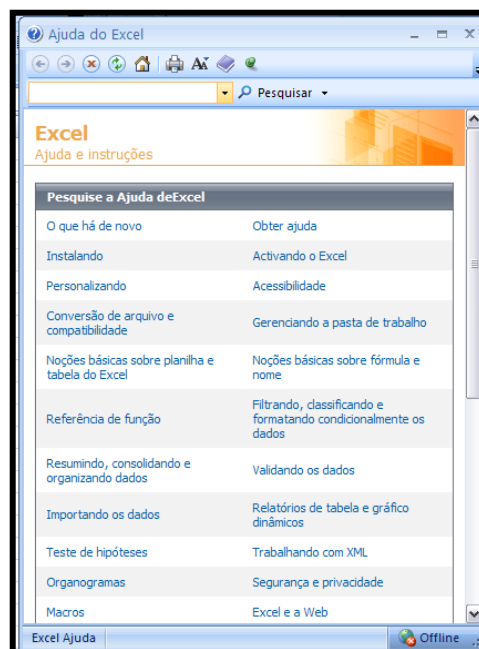 Ajuda do Excel
Pesquisar
Excel
Ajuda e instruções
Pesquise a Ajuda deExcel
O que há de novo
Obter ajuda
Instalando
Activando o Excel
Personalizando
Acessibilidade
Conversão de arquivo e
compatibilidade
Gerenciando a pasta de trabalho
Noções básicas sobre planilha e
tabela do Excel
Noções básicas sobre fórmula e
nome
Referência de função
Filtrando, classificando e
formatando condicionalmente os
dados
Resumindo, consolidando e
organizando dados
Validando os dados
Importando os dados
Relatórios de tabela e gráfico
dinâmicos
Teste de hipóteses
Trabalhando com XML
Organogramas
Segurança e privacidade
Macros
Excel e a Web
Excel Ajuda
Offline